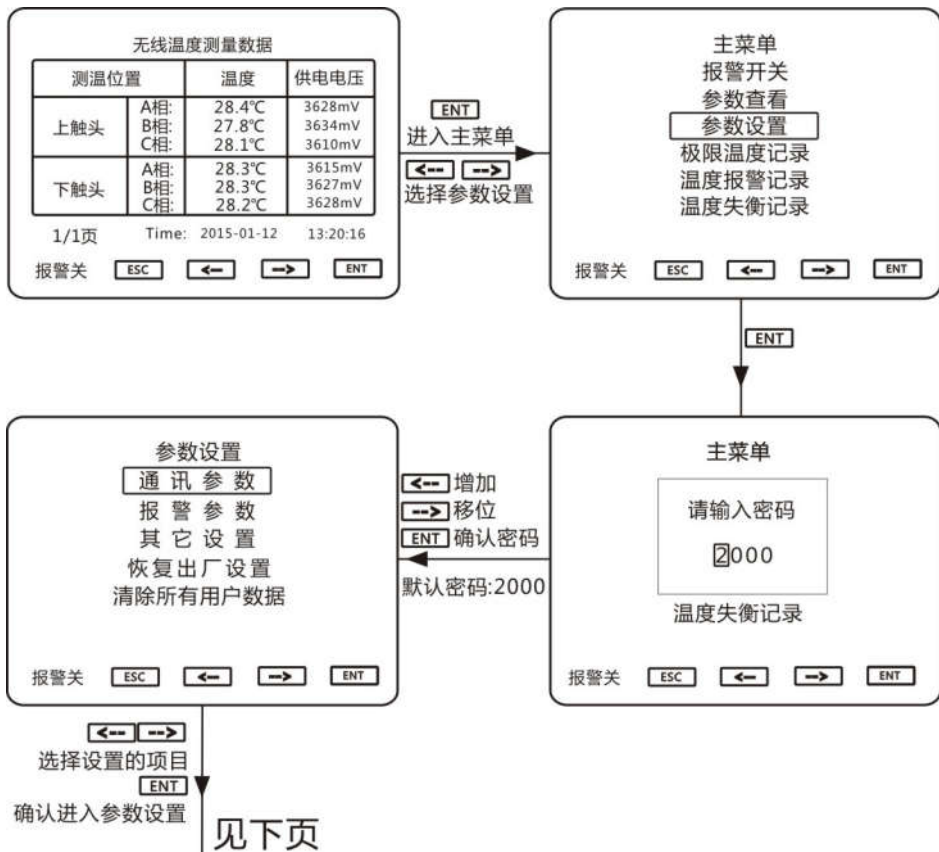 无线温度测量数据
测温位置 温度 供电电压
上触头 A相: 28.4℃ 3628mV
B相: 27.8℃ 3634mV
C相: 28.1℃ 3610mV
下触头 A相: 28.3℃ 3615mV
B相: 28.3℃ 3627mV
C相: 28.2℃ 3628mV
1/1页 Time: 2015-01-12 13:20:16
报警关 ESC <-- --> ENT
ENT
进入主菜单
<-- -->
选择参数设置
主菜单
报警开关
参数查看
参数设置
极限温度记录
温度报警记录
温度失衡记录
报警关 ESC <-- --> ENT
ENT
主菜单
请输入密码
2000
温度失衡记录
报警关 ESC <-- --> ENT
<-- 增加
--> 移位
ENT 确认密码
默认密码:2000
参数设置
通讯参数
报警参数
其它设置
恢复出厂设置
清除所有用户数据
报警关 ESC <-- --> ENT
<-- -->
选择设置的项目
ENT
确认进入参数设置
见下页